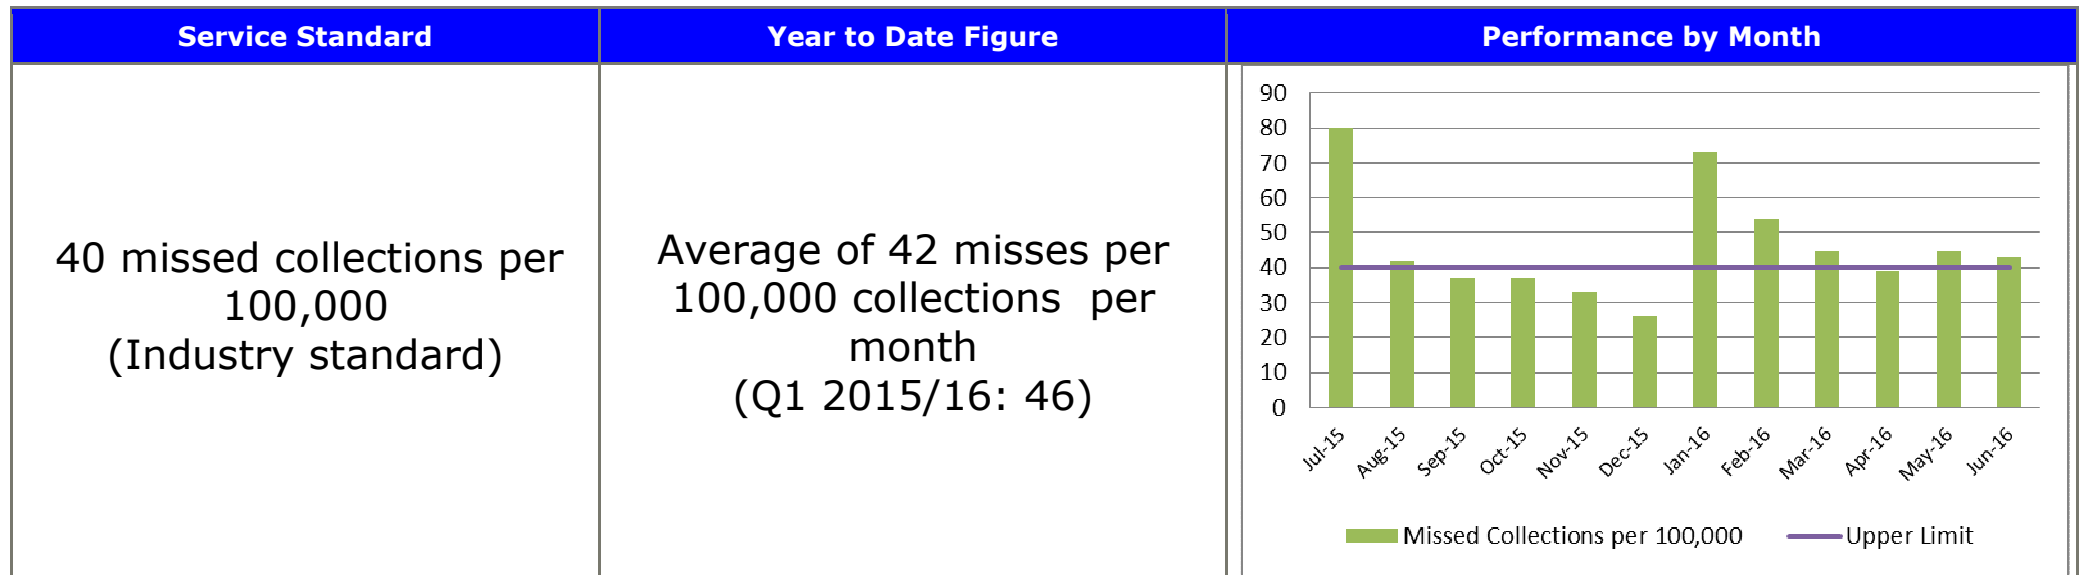 Service Standard
Year to Date Figure
Performance by Month
40 missed collections per
100,000
(Industry standard)
Average of 42 misses per
100,000 collections per
month
(Q1 2015/16: 46)
90
80
70
60
50
40
30
20
10
0
Jul-15
Aug-15
Sep-15
Oct-15
Nov-15
Dec-15
Jan-16
Feb-16
Mar-16
Apr-16
May-16
Jun-16
Missed Collections per 100,000
Upper Limit